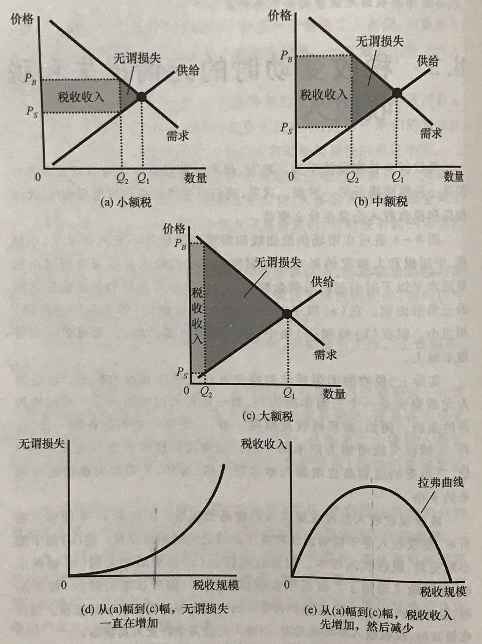 价格
无谓损失
P_B
供给
税收收入
P_S
需求
0
Q₂
Q₁
数量
(a) 小额税
价格
无谓损失
P_B
供给
税收收入
P_S
需求
0
Q₂
Q₁
数量
(b) 中额税
价格
P_B
无谓损失
供给
税收收入
需求
P_S
0
Q₂
Q₁
数量
(c) 大额税
无谓损失
0
税收规模
(d) 从(a)幅到(c)幅，无谓损失
一直在增加
税收收入
拉弗曲线
0
税收规模
(e) 从(a)幅到(c)幅，税收收入
先增加，然后减少